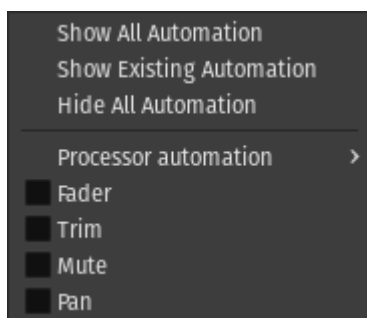 Show All Automation
Show Existing Automation
Hide All Automation
Processor automation >
Fader
Trim
Mute
Pan